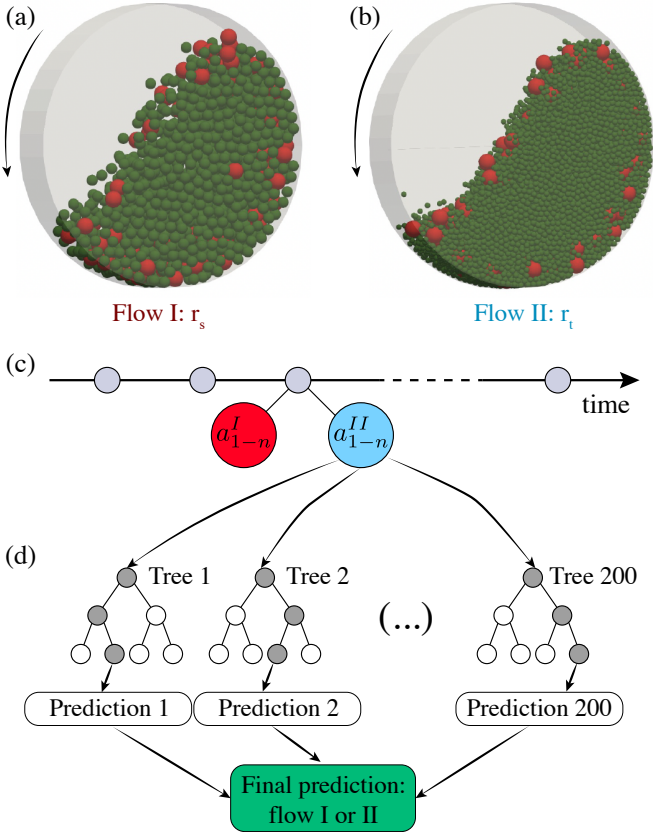 (a)
(b)
Flow I: r_s
Flow II: r_t
(c)
time
a^{I}_{1−n}
a^{II}_{1−n}
(d)
Tree 1
Tree 2
Tree 200
(...)
Prediction 1
Prediction 2
Prediction 200
Final prediction:
flow I or II